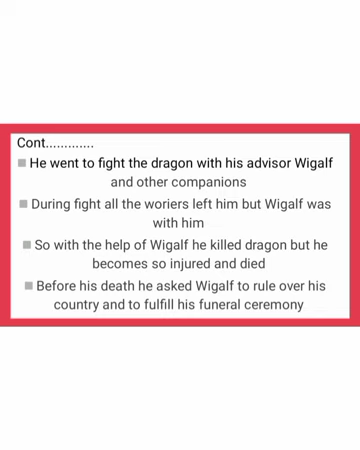 Cont.............
He went to fight the dragon with his advisor Wigalf
and other companions
During fight all the woriers left him but Wigalf was
with him
So with the help of Wigalf he killed dragon but he
becomes so injured and died
Before his death he asked Wigalf to rule over his
country and to fulfill his funeral ceremony